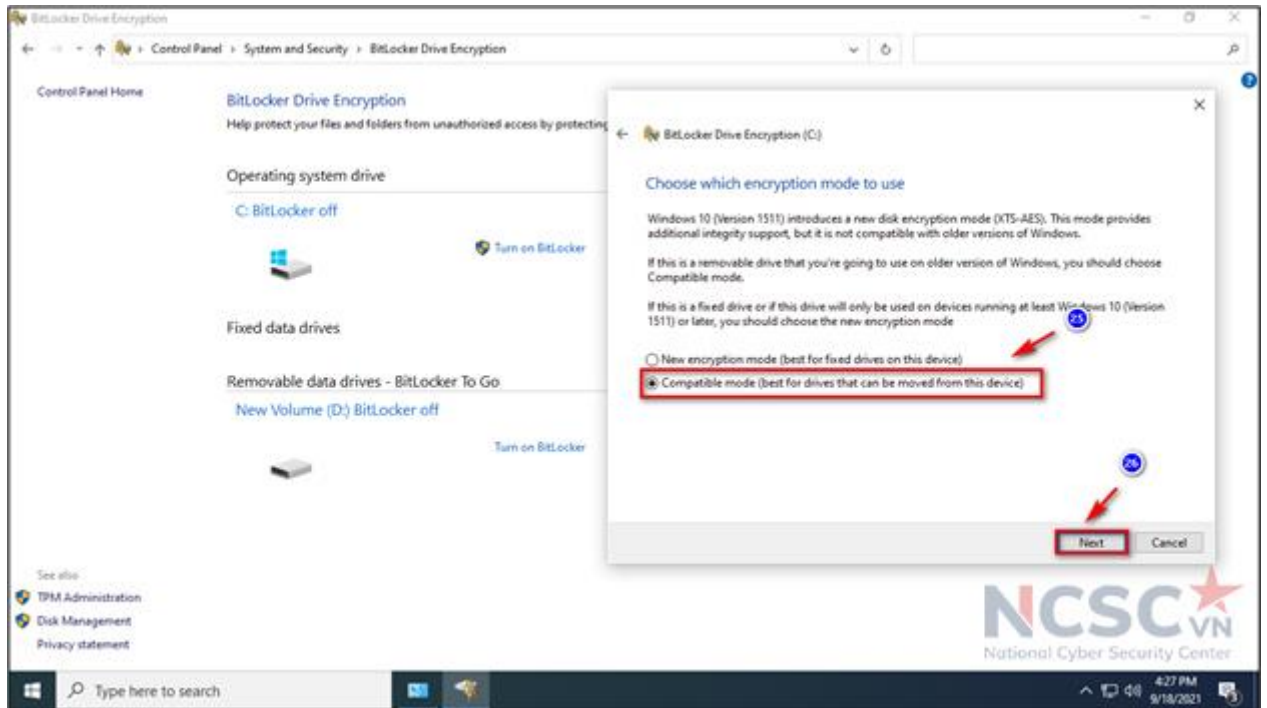 BitLocker Drive Encryption
Control Panel › System and Security › BitLocker Drive Encryption
Control Panel Home
BitLocker Drive Encryption
Help protect your files and folders from unauthorized access by protecting
Operating system drive
C: BitLocker off
Turn on BitLocker
Fixed data drives
Removable data drives - BitLocker To Go
New Volume (D:) BitLocker off
Turn on BitLocker
See also
TPM Administration
Disk Management
Privacy statement
BitLocker Drive Encryption (C:)
Choose which encryption mode to use
Windows 10 (Version 1511) introduces a new disk encryption mode (XTS-AES). This mode provides
additional integrity support, but it is not compatible with older versions of Windows.
If this is a removable drive that you're going to use on older version of Windows, you should choose
Compatible mode.
If this is a fixed drive or if this drive will only be used on devices running at least Windows 10 (Version
1511) or later, you should choose the new encryption mode
25
New encryption mode (best for fixed drives on this device)
Compatible mode (best for drives that can be moved from this device)
26
Next Cancel
NCSC VN
National Cyber Security Center
Type here to search
4:27 PM
9/18/2021